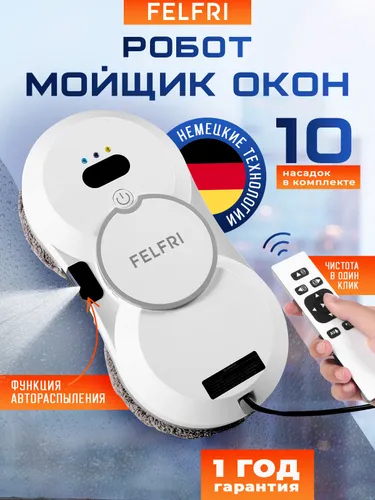 FELFRI
РОБОТ
МОЙЩИК ОКОН
НЕМЕЦКИЕ ТЕХНОЛОГИИ
10
насадок
в комплекте
FELFRI
ЧИСТОТА
В ОДИН
КЛИК
ФУНКЦИЯ
АВТОРАСПЫЛЕНИЯ
1 ГОД
гарантия